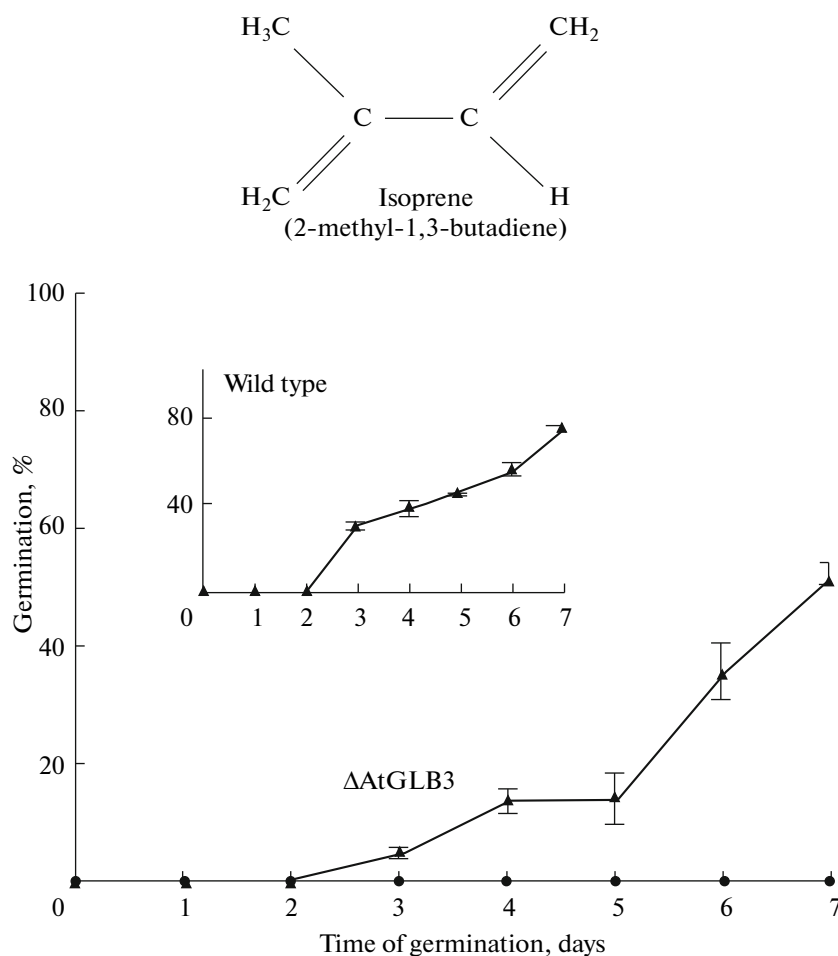 H₃C CH₂
C C
H₂C H
Isoprene
(2-methyl-1,3-butadiene)
Germination, %
100
80
60
40
20
Wild type
80
40
0 1 2 3 4 5 6 7
ΔAtGLB3
0 1 2 3 4 5 6 7
Time of germination, days